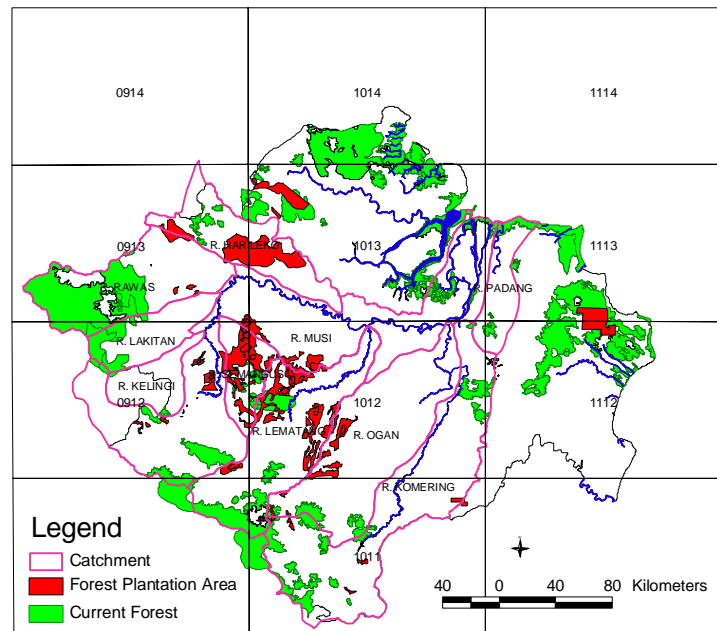 0914
1014
1114
0913
R. HARILEKO
1013
1113
R. RAWAS
R. PADANG
R. LAKITAN
R. MUSI
R. KELINGI
0912
1012
1112
R. LEMATANG
R. OGAN
R. KOMERING
1011
Legend
Catchment
Forest Plantation Area
Current Forest
40 0 40 80 Kilometers